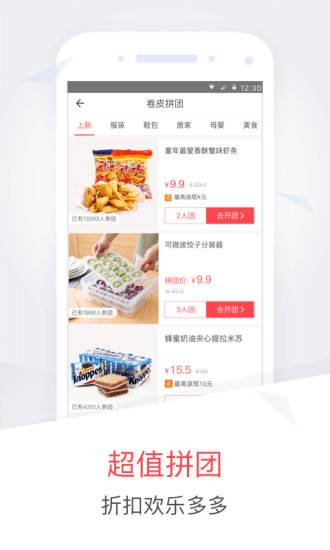 12:30
卷皮拼团
上新 服装 鞋包 居家 母婴 美食
童年最爱香酥蟹味虾条
¥9.9 ¥20.0
最高返现X元
已有13293人参团
2人团 去开团
可微波饺子分装器
拼团价: ¥9.9
¥30.0
已有1968人参团
3人团 去开团
蜂蜜奶油夹心提拉米苏
¥15.5
最高返现10元
Knoppers
已有4201人参团
超值拼团
折扣欢乐多多